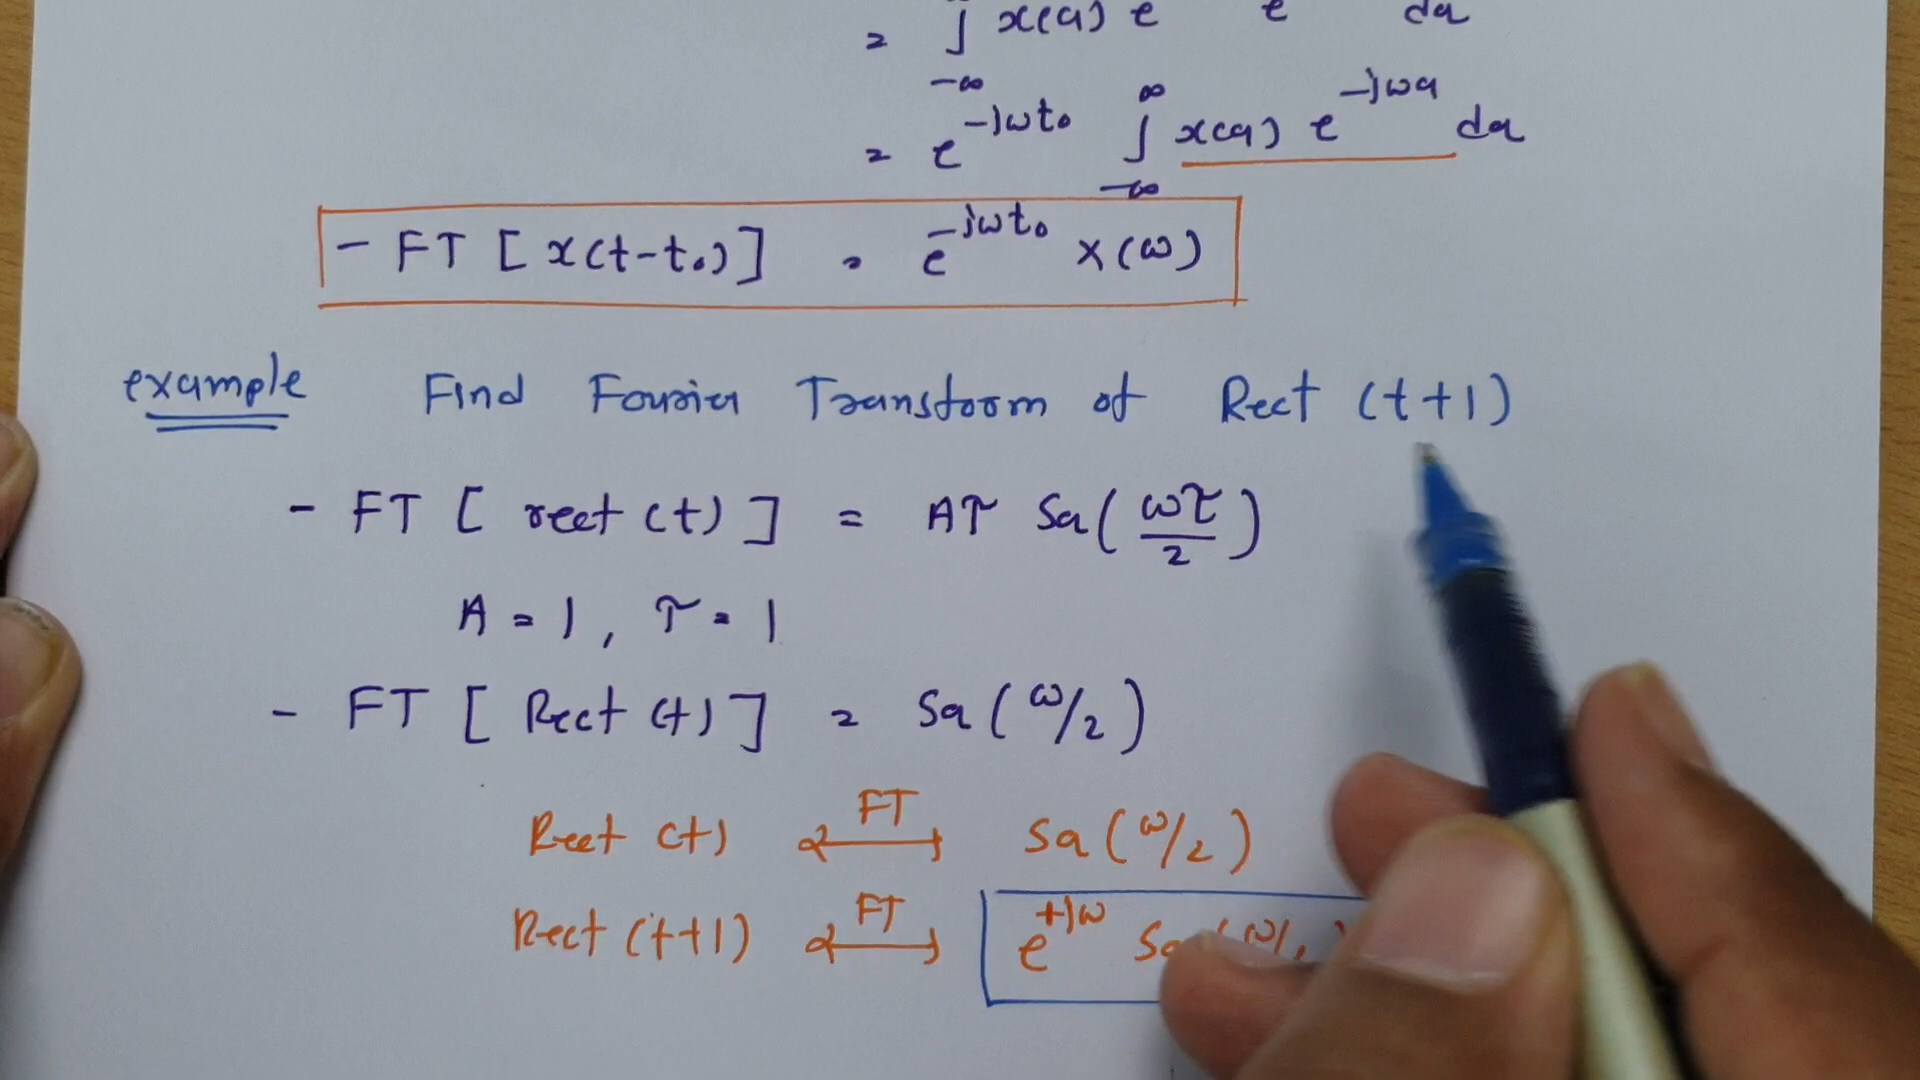 = ∫ x(a) e e da
-∞
= e^{-jωt₀} ∫_{-∞}^{∞} x(a) e^{-jωa} da
- FT [ x(t-t₀) ] = e^{-jωt₀} X(ω)
example Find Fourier Transform of Rect (t+1)
- FT [ rect (t) ] = Aτ Sa( ωτ/2 )
A = 1, τ = 1
- FT [ Rect (t) ] = Sa ( ω/2 )
Rect (t) ⟷ FT Sa ( ω/2 )
Rect (t+1) ⟷ FT e^{+jω} Sa ( ω/